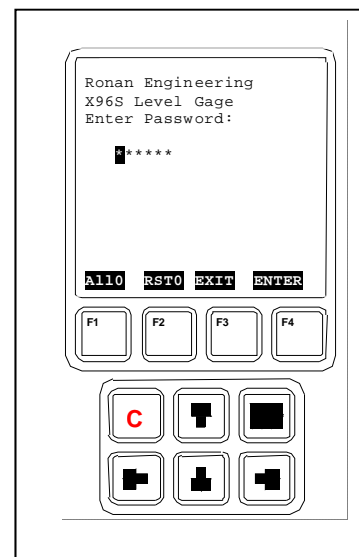 Ronan Engineering
X96S Level Gage
Enter Password:
******
All0 RST0 EXIT ENTER
F1 F2 F3 F4
C